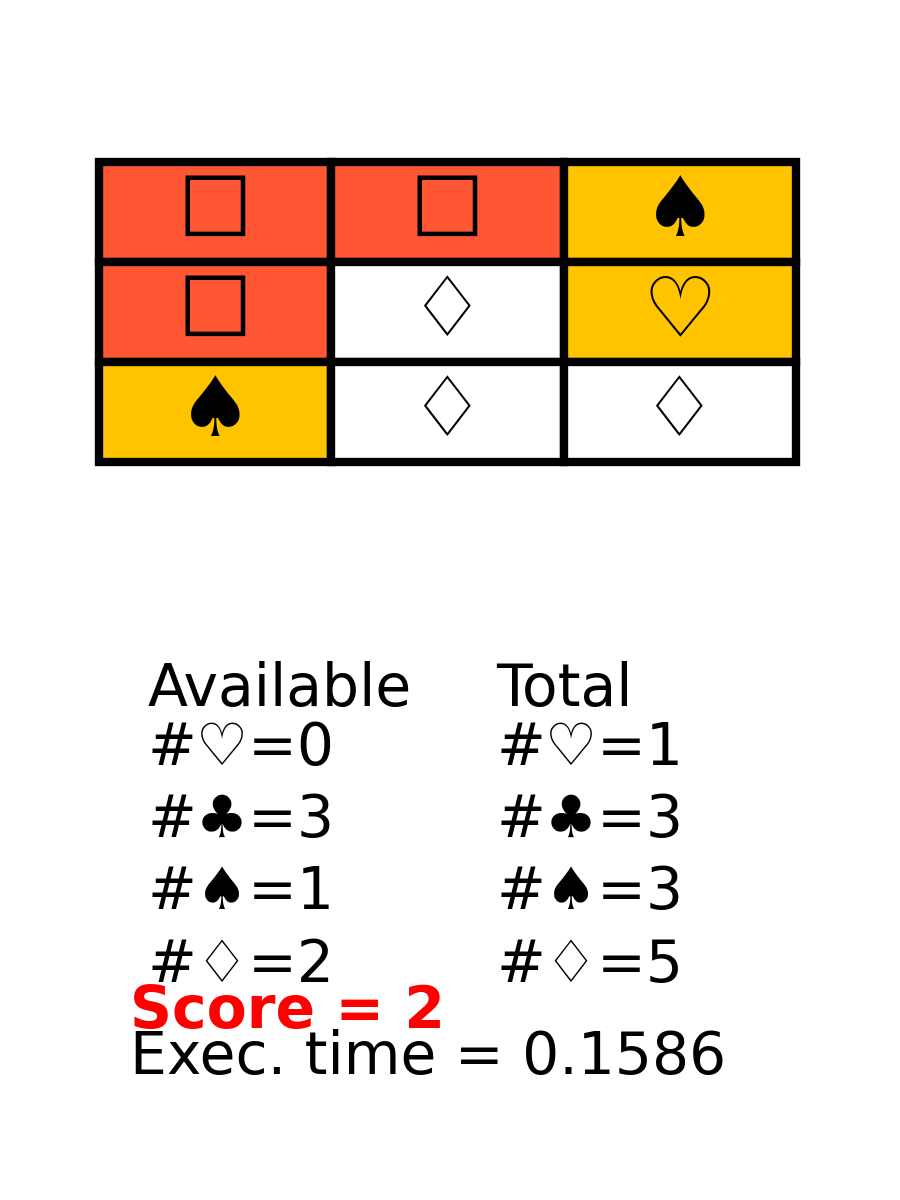 □ □ ♠
□ ♢ ♡
♠ ♢ ♢
Available Total
#♡=0 #♡=1
#♣=3 #♣=3
#♠=1 #♠=3
#♢=2 #♢=5
Score = 2
Exec. time = 0.1586